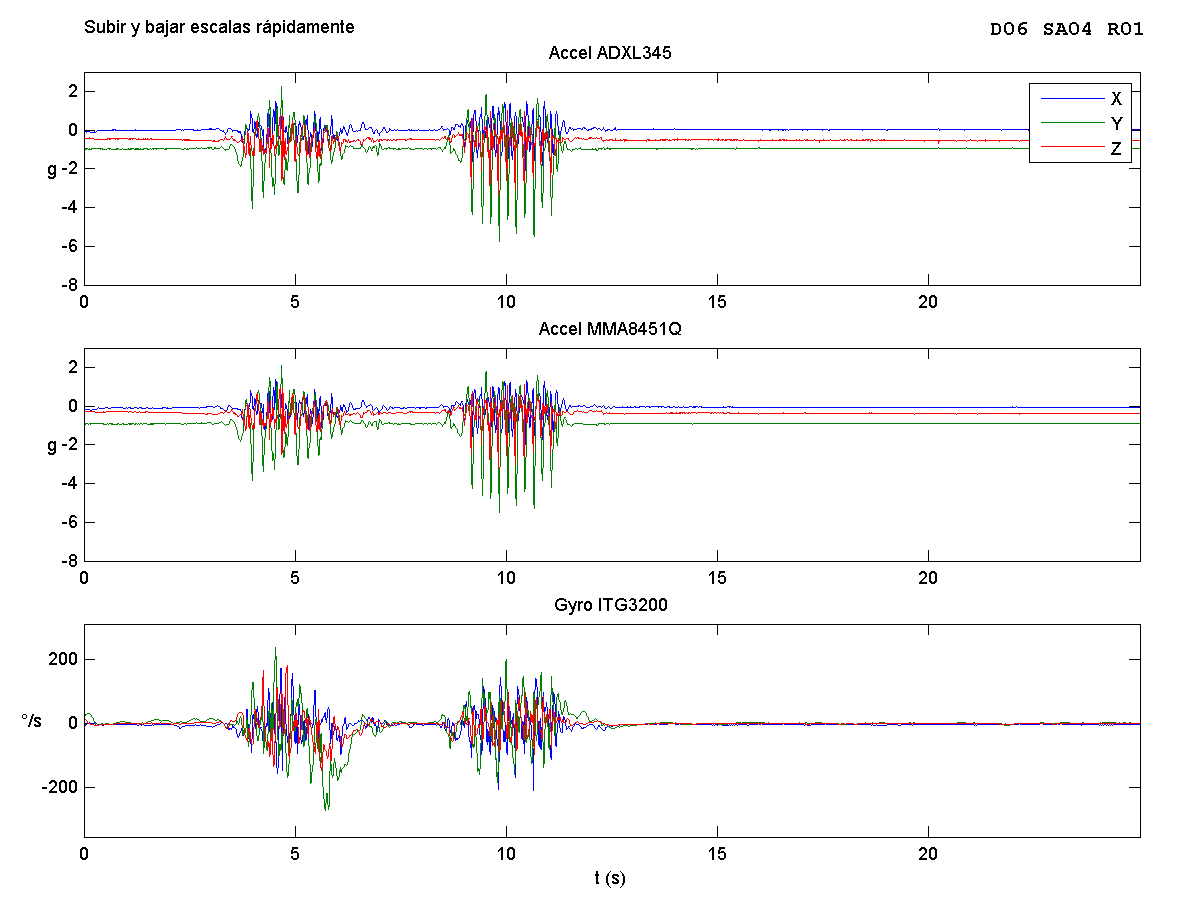 Subir y bajar escalas rápidamente
D06 SA04 R01
Accel ADXL345
2
0
g -2
-4
-6
-8
0 5 10 15 20
X
Y
Z
Accel MMA8451Q
2
0
g -2
-4
-6
-8
0 5 10 15 20
Gyro ITG3200
200
°/s 0
-200
0 5 10 15 20
t (s)